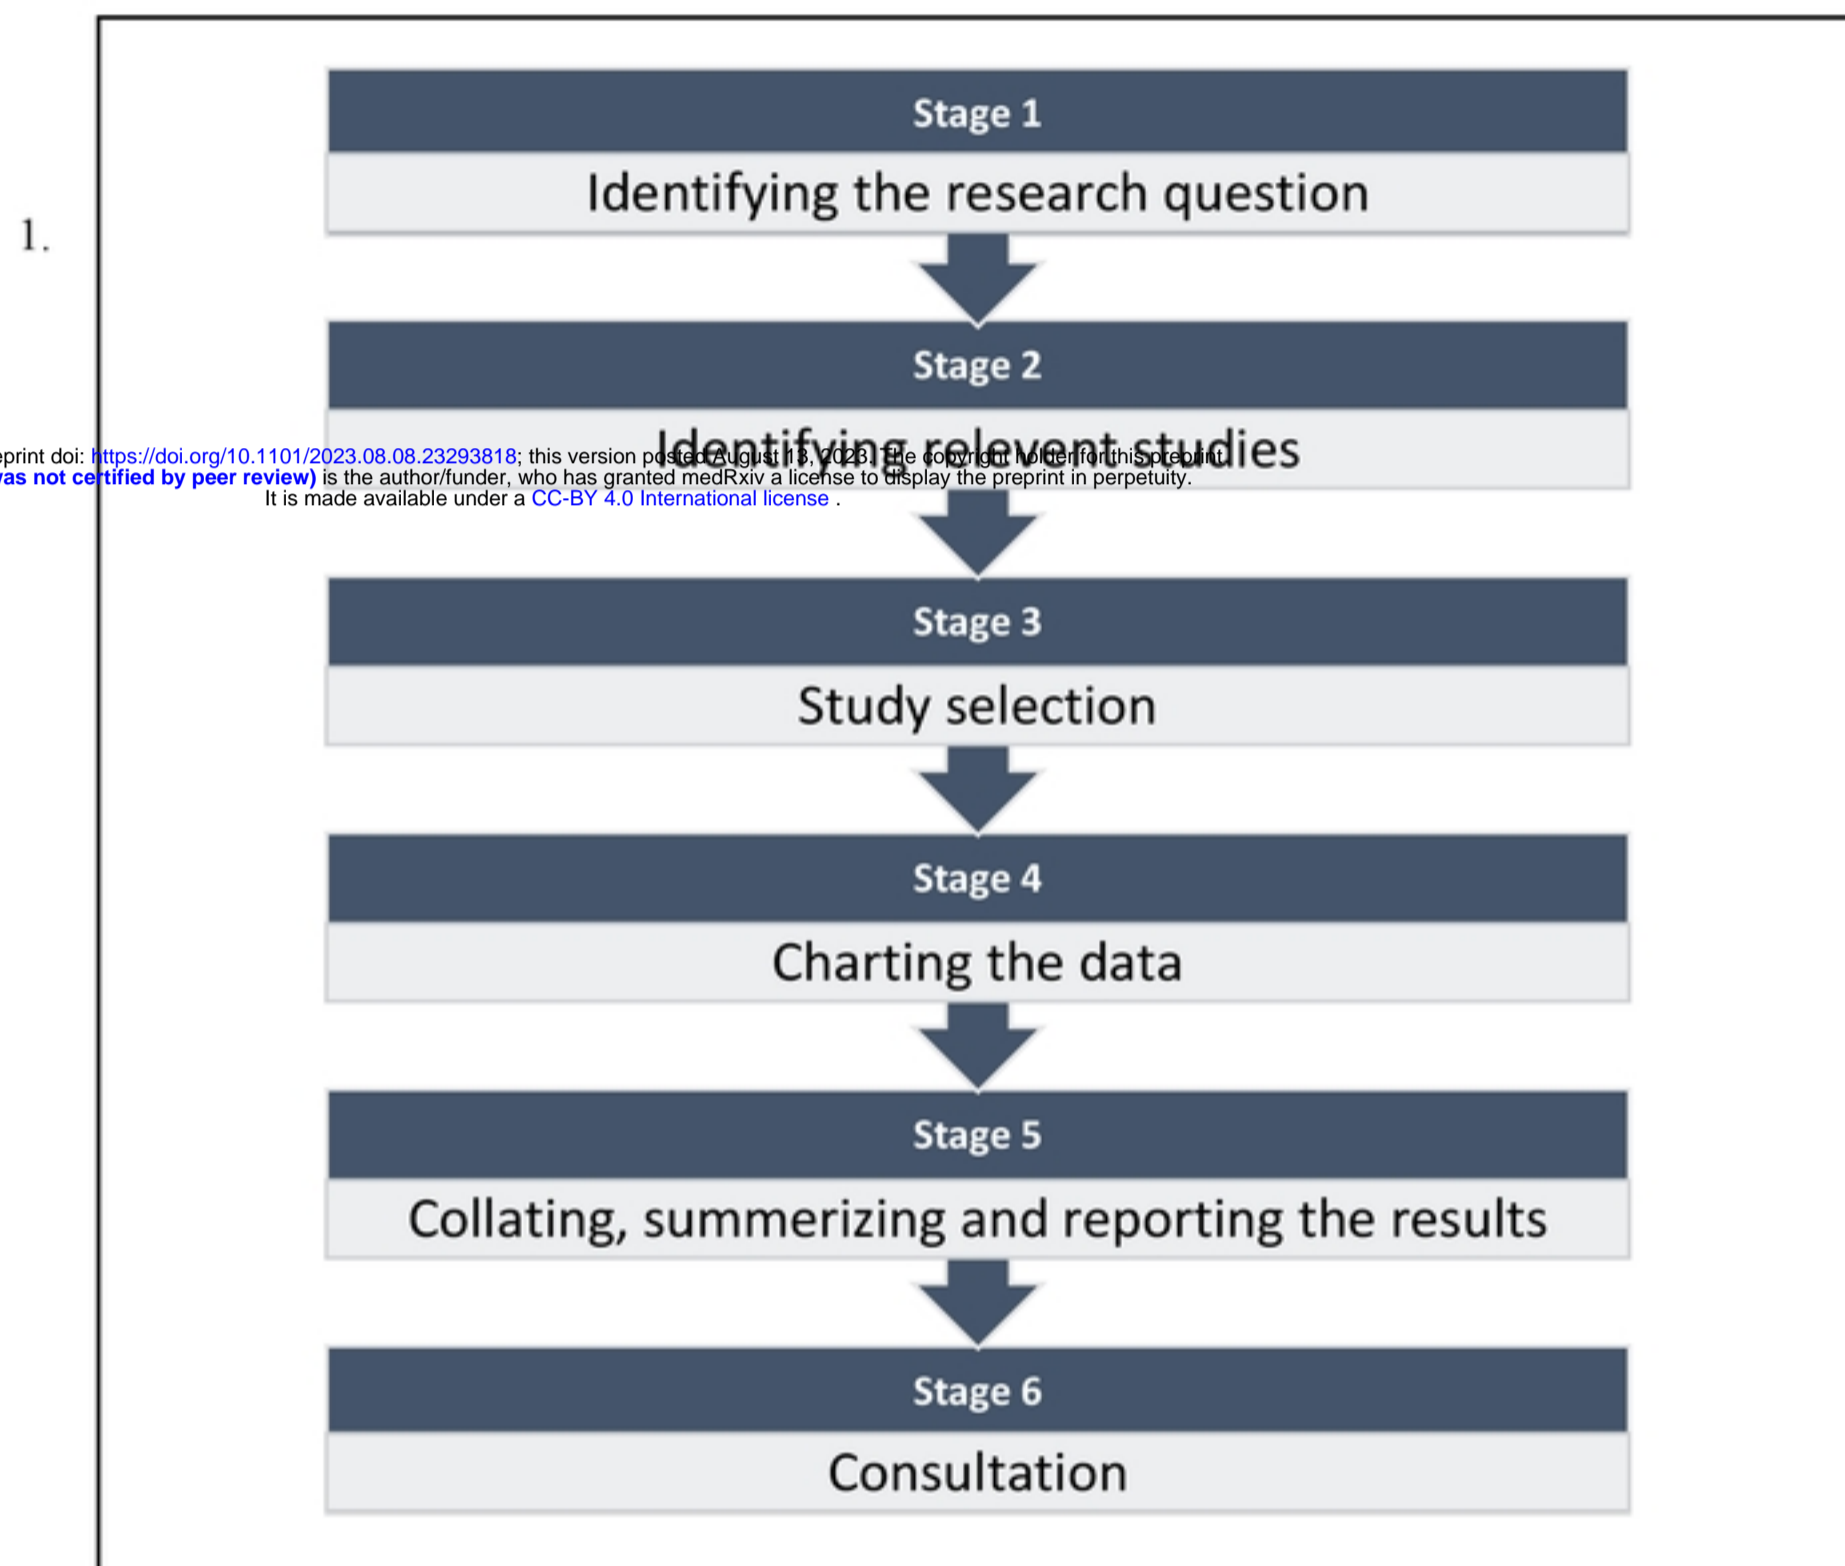 Stage 1
Identifying the research question
1.
Stage 2
Identifying relevent studies
eprint doi: https://doi.org/10.1101/2023.08.08.23293818; this version posted August 13, 2023. The copyright holder for this preprint
was not certified by peer review) is the author/funder, who has granted medRxiv a license to display the preprint in perpetuity.
It is made available under a CC-BY 4.0 International license .
Stage 3
Study selection
Stage 4
Charting the data
Stage 5
Collating, summerizing and reporting the results
Stage 6
Consultation